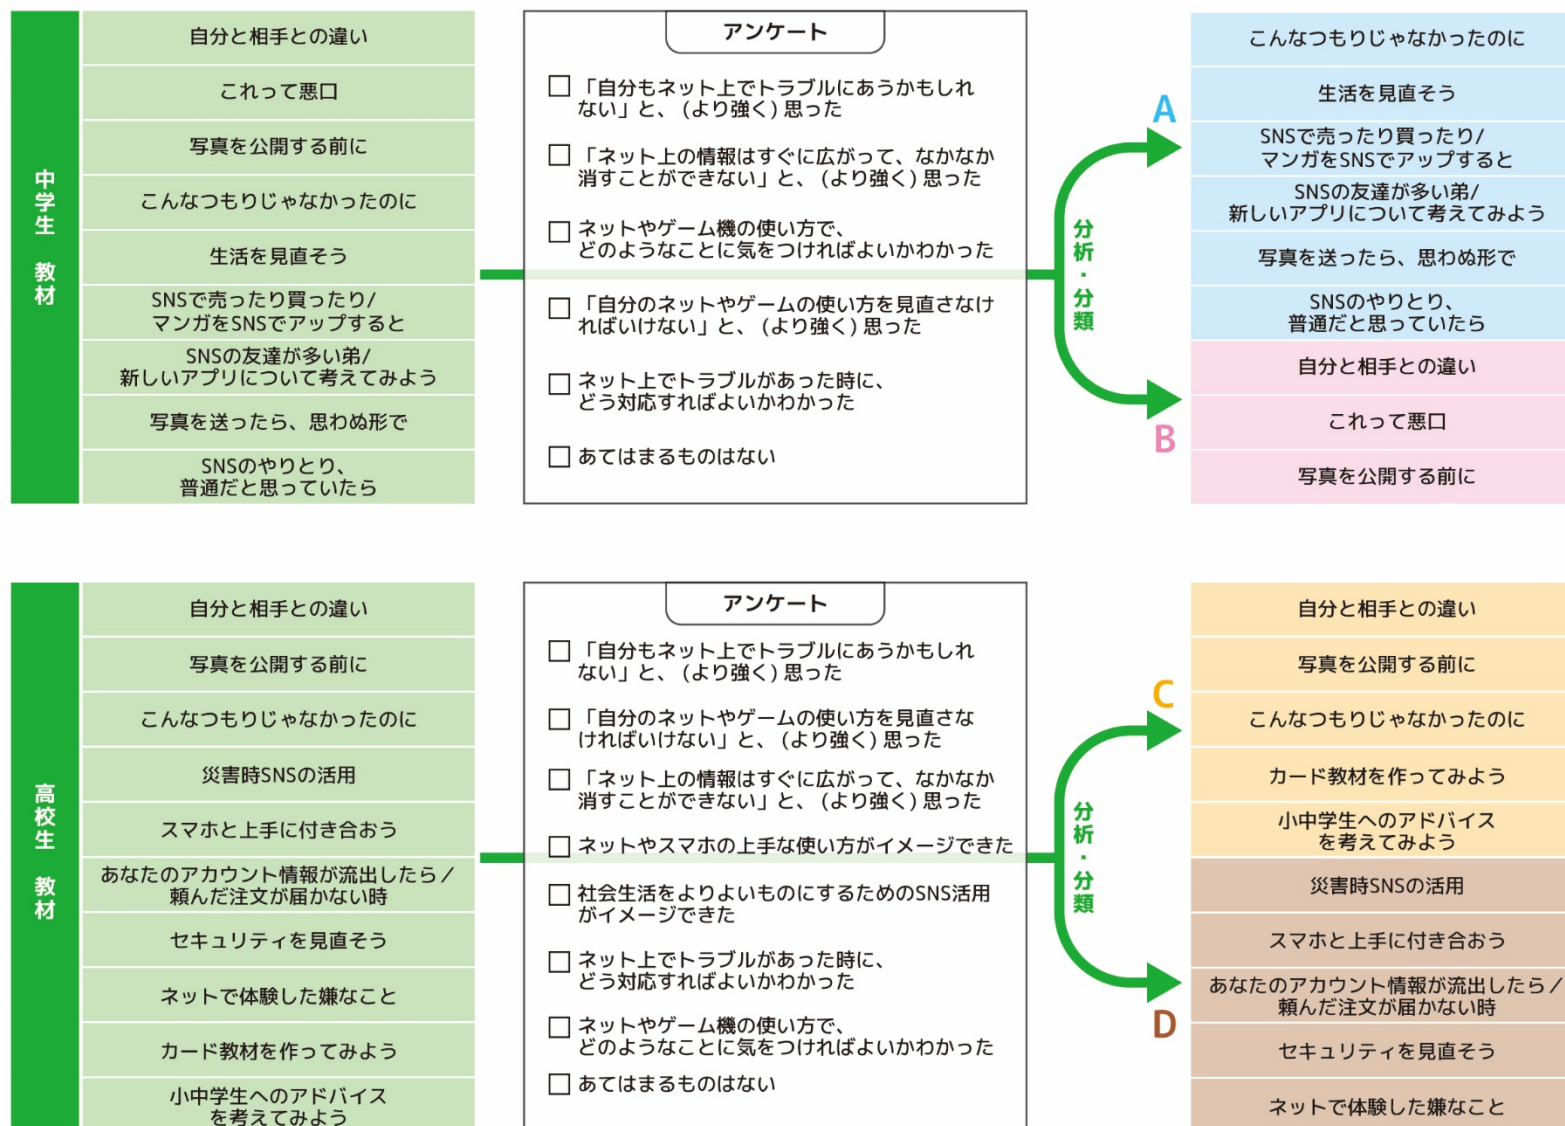 中学生 教材
自分と相手との違い
これって悪口
写真を公開する前に
こんなつもりじゃなかったのに
生活を見直そう
SNSで売ったり買ったり/
マンガをSNSでアップすると
SNSの友達が多い弟/
新しいアプリについて考えてみよう
写真を送ったら、思わぬ形で
SNSのやりとり、
普通だと思っていたら
アンケート
「自分もネット上でトラブルにあうかもしれ
ない」と、(より強く)思った
「ネット上の情報はすぐに広がって、なかなか
消すことができない」と、(より強く)思った
ネットやゲーム機の使い方で、
どのようなことに気をつければよいかわかった
「自分のネットやゲームの使い方を見直さなけ
ればいけない」と、(より強く)思った
ネット上でトラブルがあった時に、
どう対応すればよいかわかった
あてはまるものはない
分析・分類
A
B
こんなつもりじゃなかったのに
生活を見直そう
SNSで売ったり買ったり/
マンガをSNSでアップすると
SNSの友達が多い弟/
新しいアプリについて考えてみよう
写真を送ったら、思わぬ形で
SNSのやりとり、
普通だと思っていたら
自分と相手との違い
これって悪口
写真を公開する前に
高校生 教材
自分と相手との違い
写真を公開する前に
こんなつもりじゃなかったのに
災害時SNSの活用
スマホと上手に付き合おう
あなたのアカウント情報が流出したら／
頼んだ注文が届かない時
セキュリティを見直そう
ネットで体験した嫌なこと
カード教材を作ってみよう
小中学生へのアドバイス
を考えてみよう
アンケート
「自分もネット上でトラブルにあうかもしれ
ない」と、(より強く)思った
「自分のネットやゲームの使い方を見直さな
ければいけない」と、(より強く)思った
「ネット上の情報はすぐに広がって、なかなか
消すことができない」と、(より強く)思った
ネットやスマホの上手な使い方がイメージできた
社会生活をよりよいものにするためのSNS活用
がイメージできた
ネット上でトラブルがあった時に、
どう対応すればよいかわかった
ネットやゲーム機の使い方で、
どのようなことに気をつければよいかわかった
あてはまるものはない
分析・分類
C
D
自分と相手との違い
写真を公開する前に
こんなつもりじゃなかったのに
カード教材を作ってみよう
小中学生へのアドバイス
を考えてみよう
災害時SNSの活用
スマホと上手に付き合おう
あなたのアカウント情報が流出したら／
頼んだ注文が届かない時
セキュリティを見直そう
ネットで体験した嫌なこと